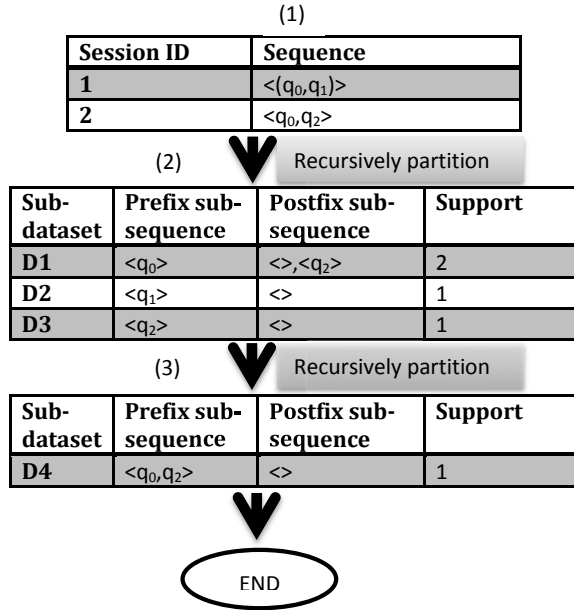 (1)
Session ID Sequence
1 <(q₀,q₁)>
2 <q₀,q₂>
(2) Recursively partition
Sub- Prefix sub- Postfix sub- Support
dataset sequence sequence
D1 <q₀> <>,<q₂> 2
D2 <q₁> <> 1
D3 <q₂> <> 1
(3) Recursively partition
Sub- Prefix sub- Postfix sub- Support
dataset sequence sequence
D4 <q₀,q₂> <> 1
END